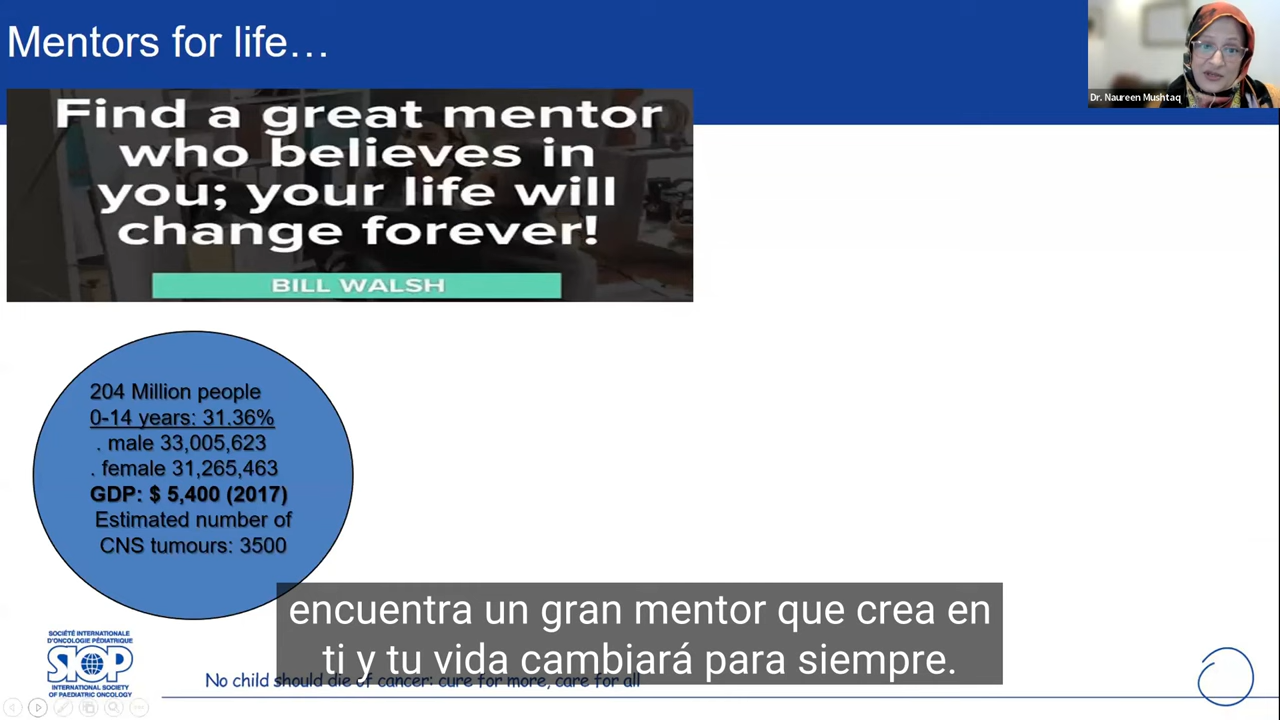 Mentors for life…
Dr. Naureen Mushtaq
Find a great mentor
who believes in
you; your life will
change forever!
BILL WALSH
204 Million people
0-14 years: 31.36%
. male 33,005,623
. female 31,265,463
GDP: $ 5,400 (2017)
Estimated number of
CNS tumours: 3500
encuentra un gran mentor que crea en
ti y tu vida cambiará para siempre.
SOCIÉTÉ INTERNATIONALE
D'ONCOLOGIE PÉDIATRIQUE
SIOP
INTERNATIONAL SOCIETY
OF PAEDIATRIC ONCOLOGY
No child should die of cancer: cure for more, care for all